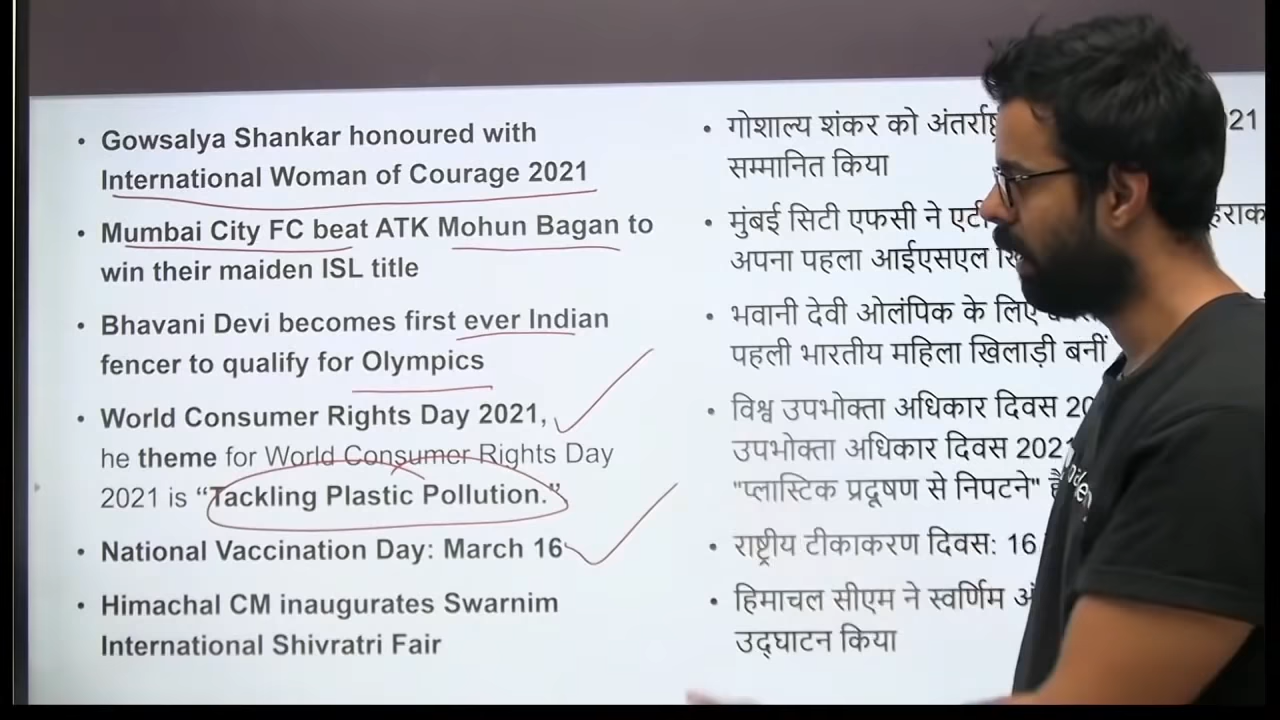 • Gowsalya Shankar honoured with
International Woman of Courage 2021
• Mumbai City FC beat ATK Mohun Bagan to
win their maiden ISL title
• Bhavani Devi becomes first ever Indian
fencer to qualify for Olympics
• World Consumer Rights Day 2021,
he theme for World Consumer Rights Day
2021 is “Tackling Plastic Pollution.”
• National Vaccination Day: March 16
• Himachal CM inaugurates Swarnim
International Shivratri Fair
• गोशाल्य शंकर को 21
सम्मानित किया
• मुंबई सिटी एफसी ने
अपना पहला आईएसएल
• भवानी देवी ओलंपिक के लिए
पहली भारतीय महिला खिलाड़ी बनीं
• विश्व उपभोक्ता अधिकार दिवस
उपभोक्ता अधिकार दिवस 2021
"प्लास्टिक प्रदूषण से निपटने" है
• राष्ट्रीय टीकाकरण दिवस: 16
• हिमाचल सीएम ने स्वर्णिम
उद्घाटन किया